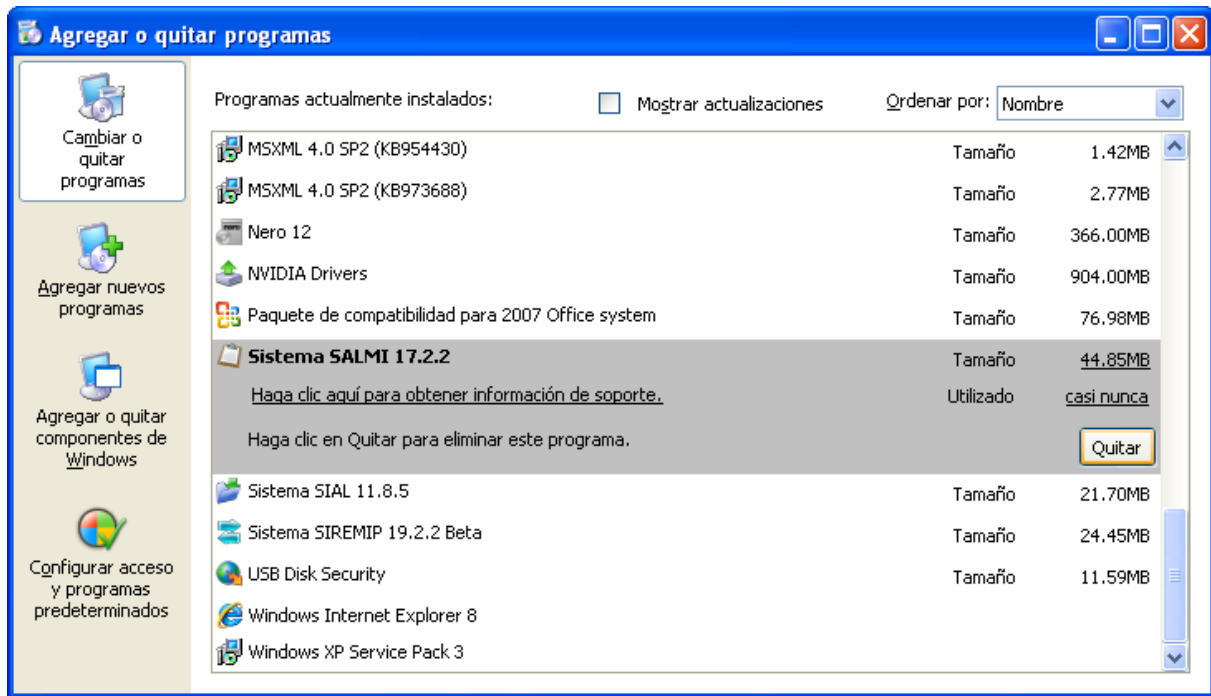 Agregar o quitar programas
Cambiar o
quitar
programas
Agregar nuevos
programas
Agregar o quitar
componentes de
Windows
Configurar acceso
y programas
predeterminados
Programas actualmente instalados: Mostrar actualizaciones Ordenar por: Nombre
MSXML 4.0 SP2 (KB954430) Tamaño 1.42MB
MSXML 4.0 SP2 (KB973688) Tamaño 2.77MB
Nero 12 Tamaño 366.00MB
NVIDIA Drivers Tamaño 904.00MB
Paquete de compatibilidad para 2007 Office system Tamaño 76.98MB
Sistema SALMI 17.2.2 Tamaño 44.85MB
Haga clic aquí para obtener información de soporte. Utilizado casi nunca
Haga clic en Quitar para eliminar este programa. Quitar
Sistema SIAL 11.8.5 Tamaño 21.70MB
Sistema SIREMIP 19.2.2 Beta Tamaño 24.45MB
USB Disk Security Tamaño 11.59MB
Windows Internet Explorer 8
Windows XP Service Pack 3